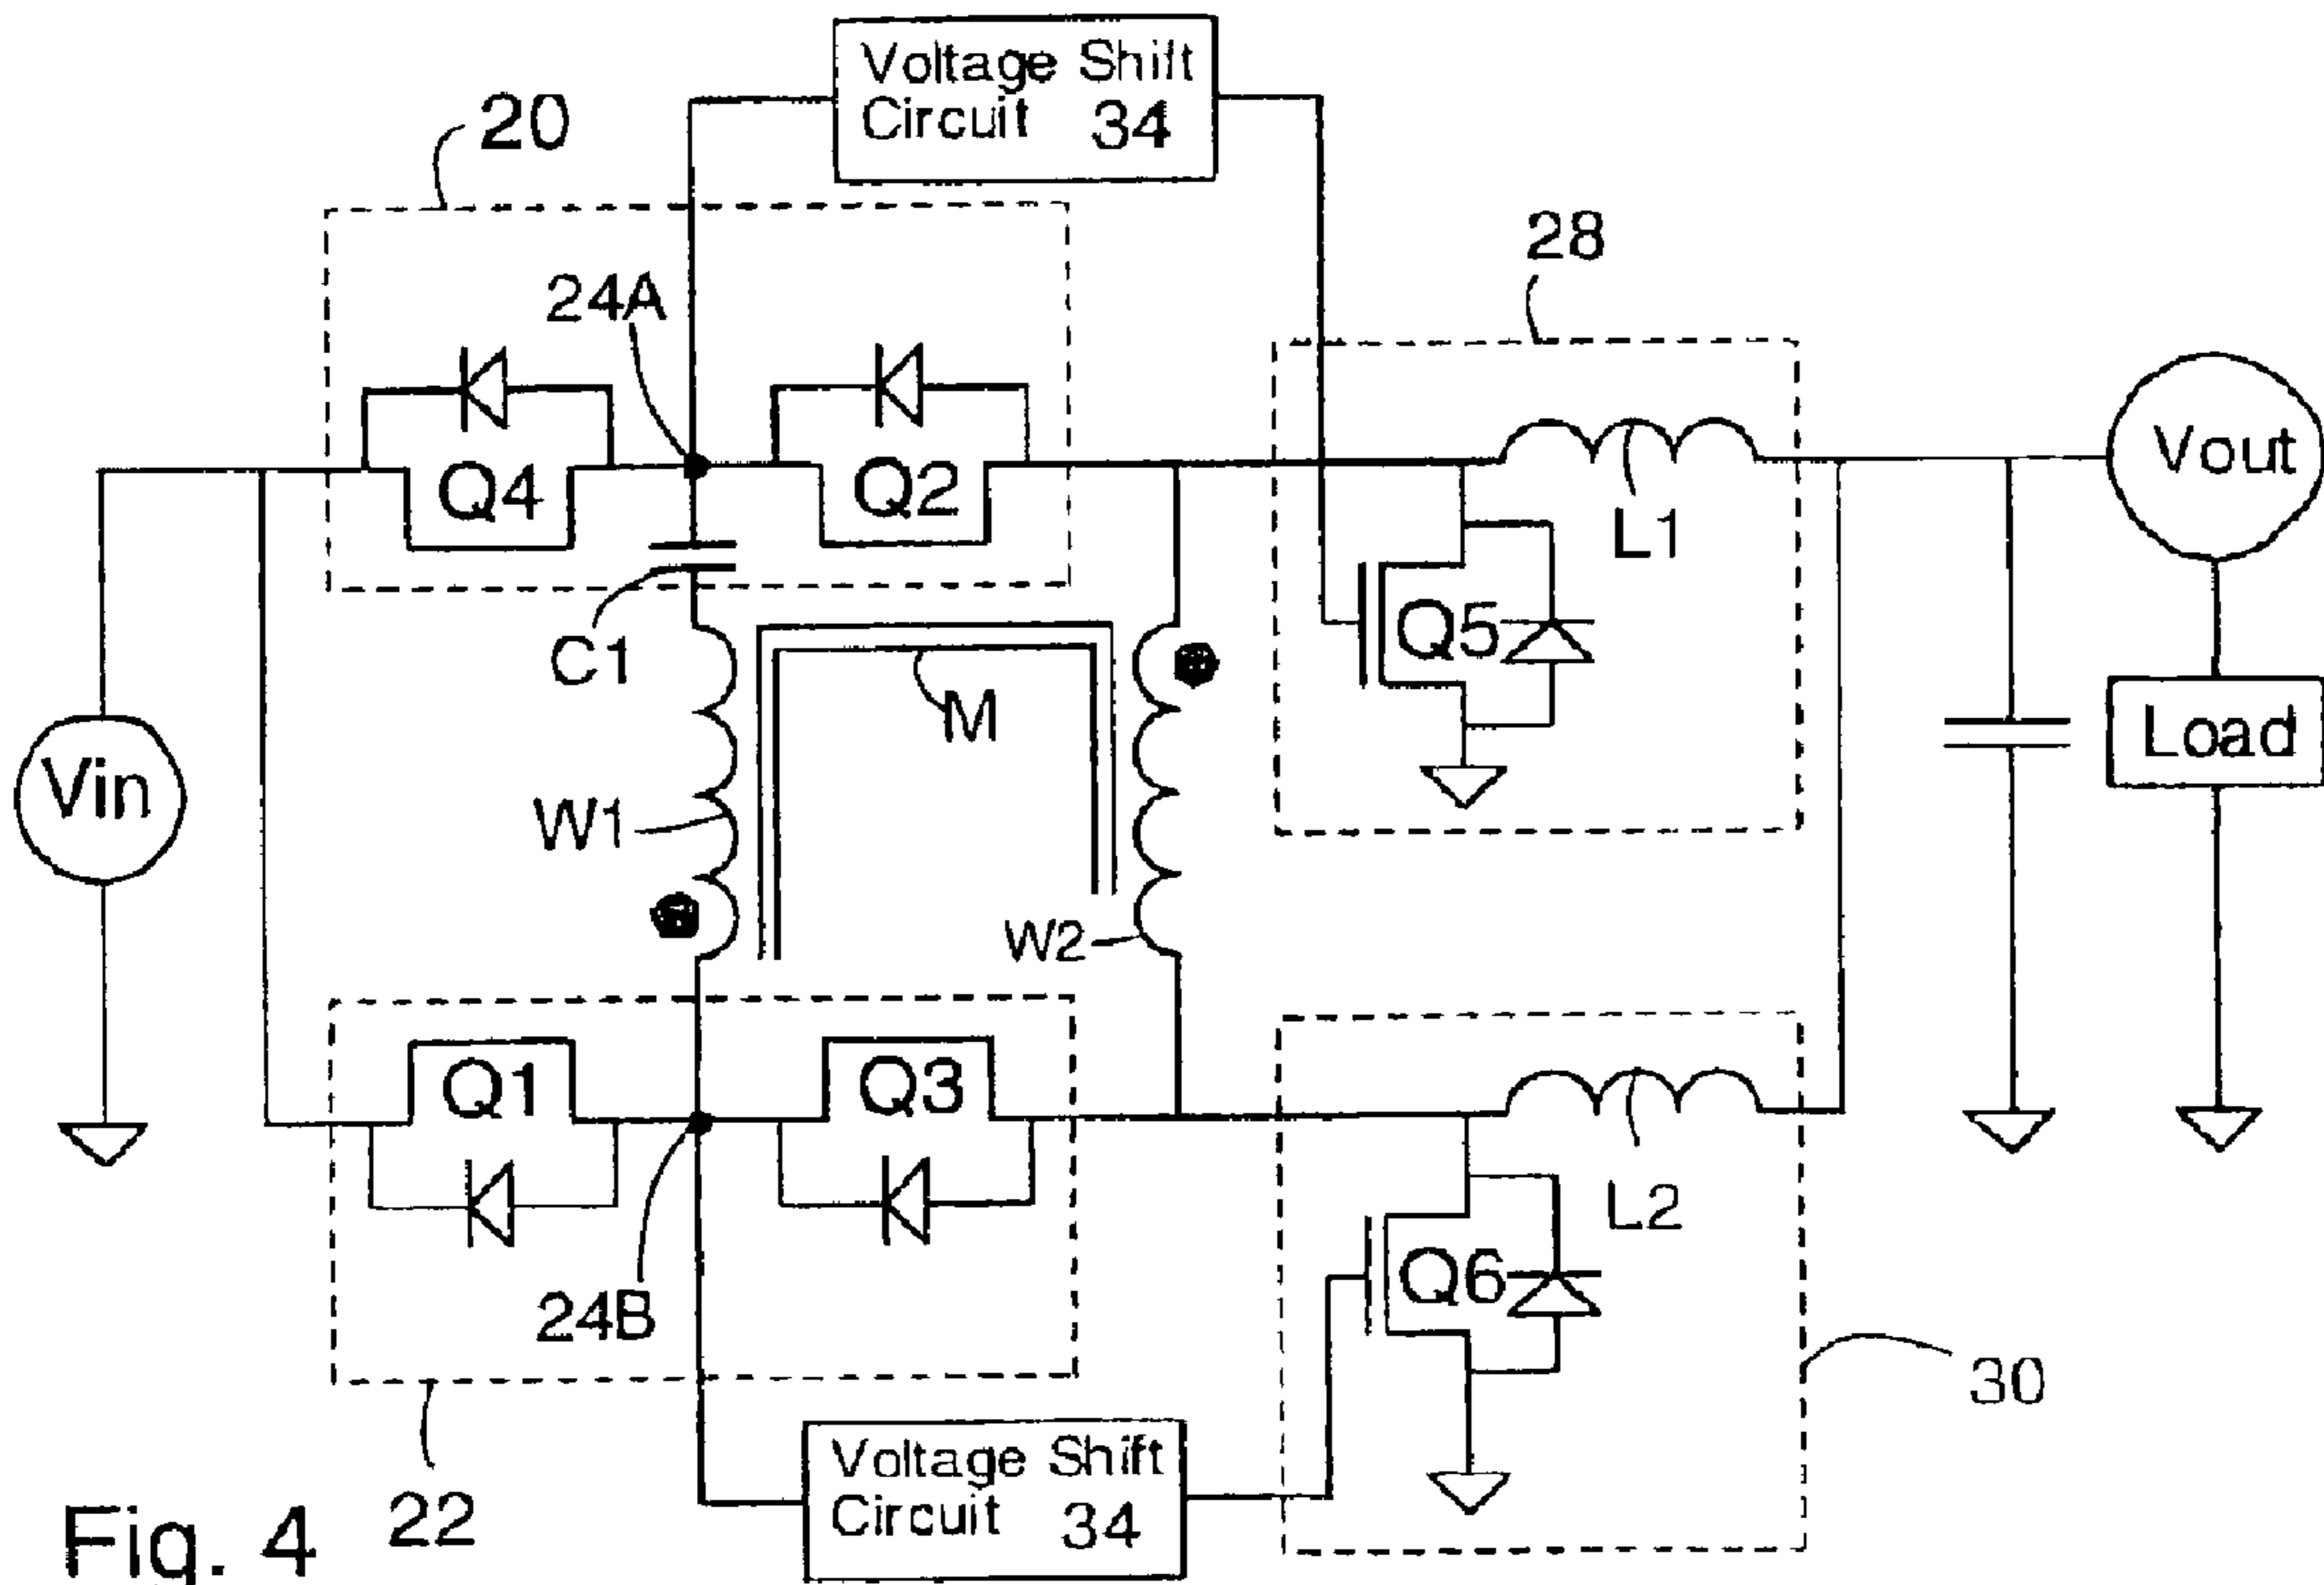 Voltage Shift
Circuit 34
20
28
24A
Q4
Q2
L1
Vout
C1
Q5
M
Load
Vin
W1
W2
Q1
Q3
L2
24B
Q6
30
Voltage Shift
Circuit 34
22
Fig. 4